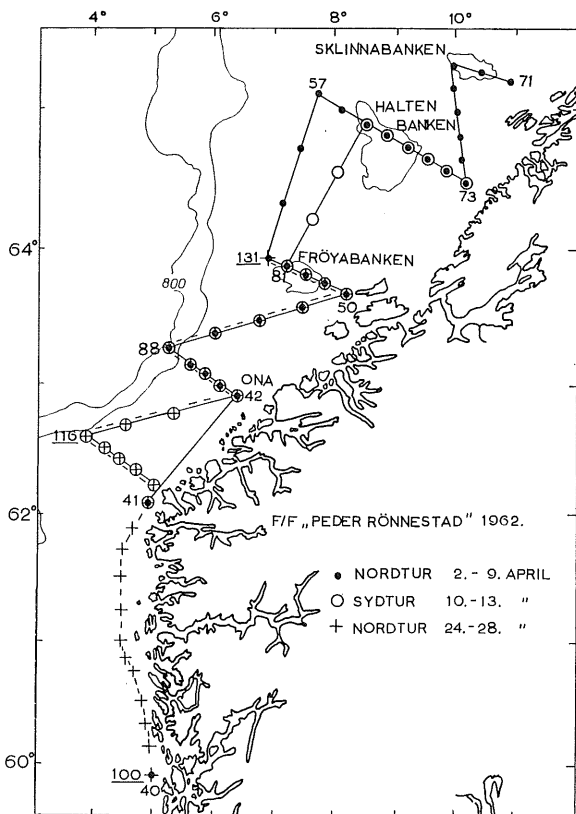 4° 6° 8° 10°
SKLINNABANKEN
71
57
HALTEN
BANKEN
73
64°
131
FRÖYABANKEN
81
800
50
88
ONA
42
116
41
62°
F/F „PEDER RÖNNESTAD" 1962.
NORDTUR 2.-9. APRIL
SYDTUR 10.-13. "
NORDTUR 24.-28. "
60°
100
40